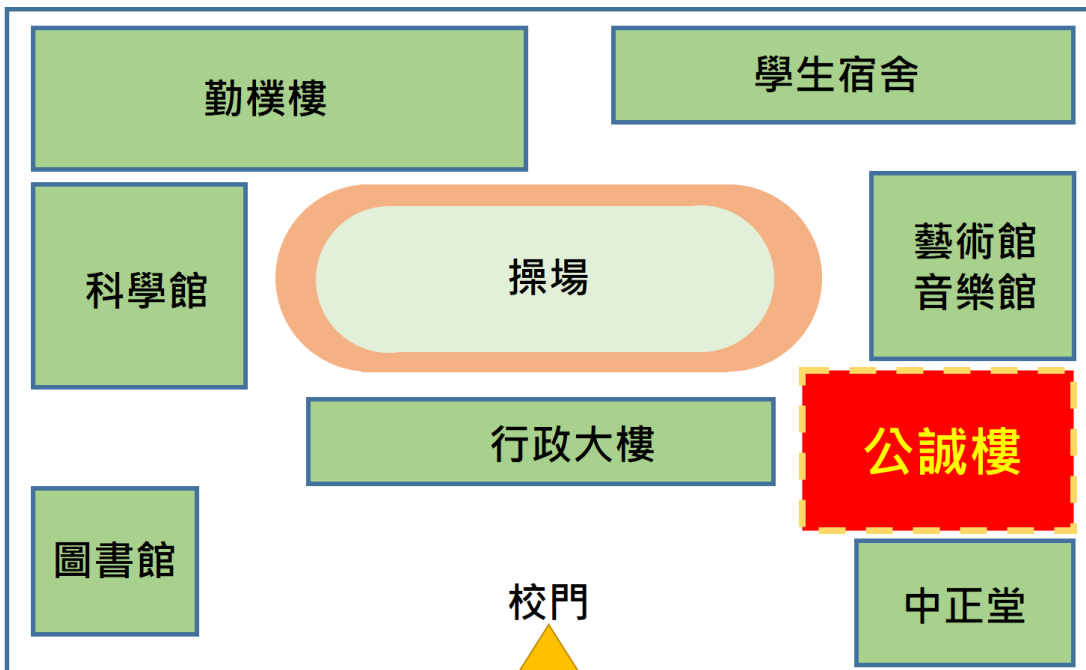 勤樸樓
學生宿舍
科學館
操場
藝術館
音樂館
行政大樓
公誠樓
圖書館
校門
中正堂